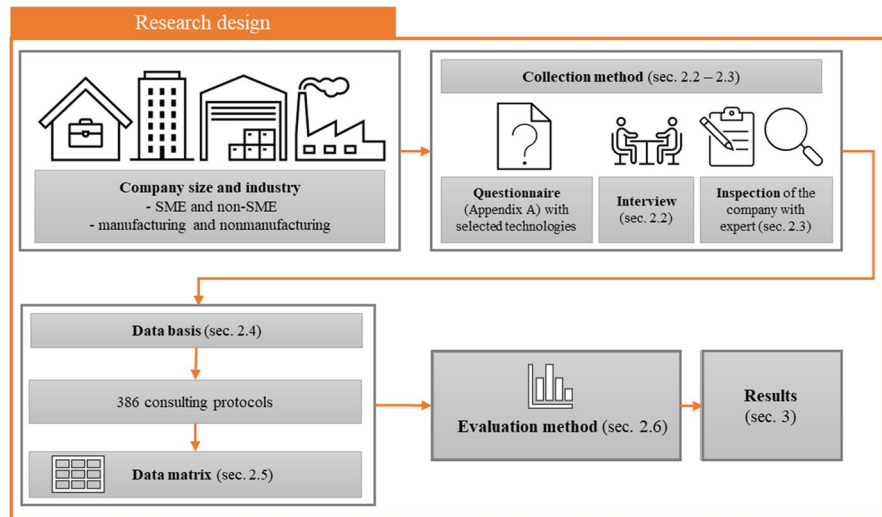 Research design
Company size and industry
- SME and non-SME
- manufacturing and nonmanufacturing
Collection method (sec. 2.2 – 2.3)
?
Questionnaire
(Appendix A) with
selected technologies
Interview
(sec. 2.2)
Inspection of the
company with
expert (sec. 2.3)
Data basis (sec. 2.4)
386 consulting protocols
Data matrix (sec. 2.5)
Evaluation method (sec. 2.6)
Results
(sec. 3)